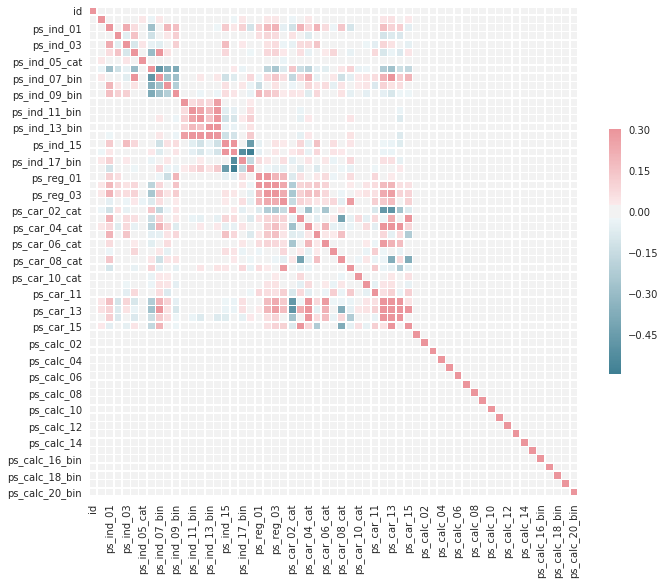 id
ps_ind_01
ps_ind_03
ps_ind_05_cat
ps_ind_07_bin
ps_ind_09_bin
ps_ind_11_bin
ps_ind_13_bin
ps_ind_15
ps_ind_17_bin
ps_reg_01
ps_reg_03
ps_car_02_cat
ps_car_04_cat
ps_car_06_cat
ps_car_08_cat
ps_car_10_cat
ps_car_11
ps_car_13
ps_car_15
ps_calc_02
ps_calc_04
ps_calc_06
ps_calc_08
ps_calc_10
ps_calc_12
ps_calc_14
ps_calc_16_bin
ps_calc_18_bin
ps_calc_20_bin
id
ps_ind_01
ps_ind_03
ps_ind_05_cat
ps_ind_07_bin
ps_ind_09_bin
ps_ind_11_bin
ps_ind_13_bin
ps_ind_15
ps_ind_17_bin
ps_reg_01
ps_reg_03
ps_car_02_cat
ps_car_04_cat
ps_car_06_cat
ps_car_08_cat
ps_car_10_cat
ps_car_11
ps_car_13
ps_car_15
ps_calc_02
ps_calc_04
ps_calc_06
ps_calc_08
ps_calc_10
ps_calc_12
ps_calc_14
ps_calc_16_bin
ps_calc_18_bin
ps_calc_20_bin
0.30
0.15
0.00
−0.15
−0.30
−0.45